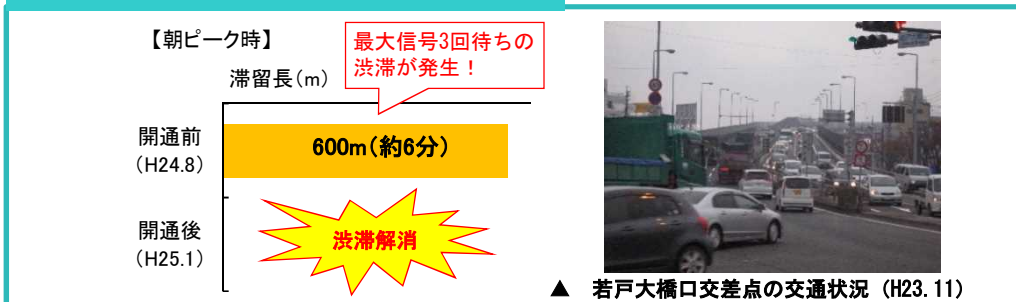 【朝ピーク時】
最大信号3回待ちの
渋滞が発生！
滞留長(m)
開通前
(H24.8)
600m(約6分)
開通後
(H25.1)
渋滞解消
▲ 若戸大橋口交差点の交通状況 (H23.11)